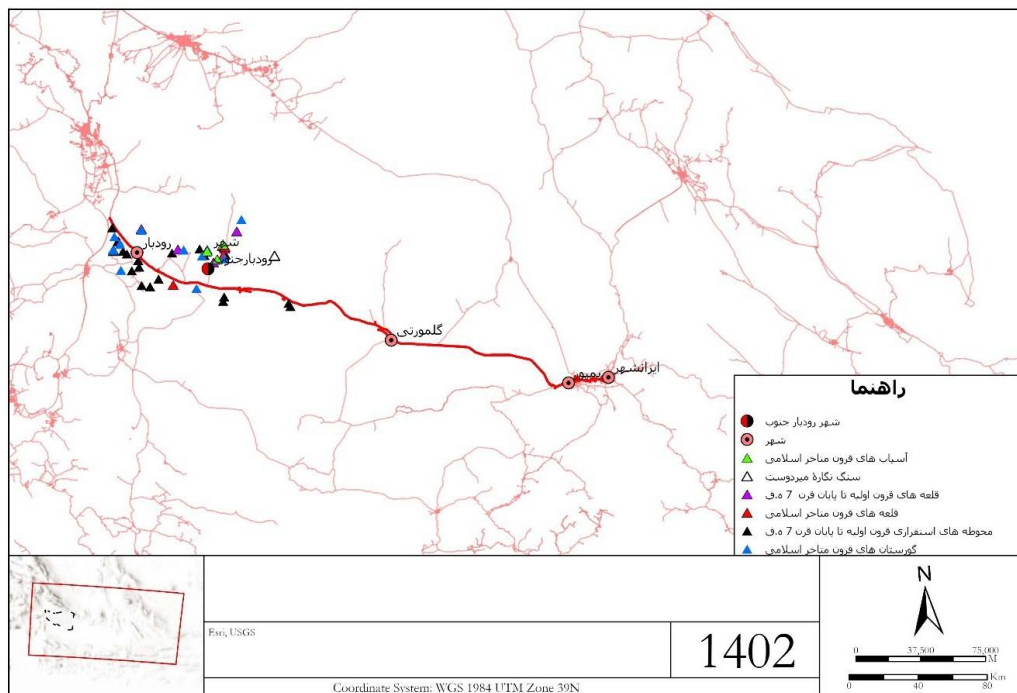 شهر
رودبار
رودبارجنوب
گلمورتی
ایرانشهر
بمپور
راهنما
شهر رودبار جنوب
شهر
آسیاب های قرون متاخر اسلامی
سنگ نگارۀ میردوست
قلعه های قرون اولیه تا پایان قرن 7 ه.ق
قلعه های قرون متاخر اسلامی
محوطه های استقراری قرون اولیه تا پایان قرن 7 ه.ق
گورستان های قرون متاخر اسلامی
Esri, USGS
1402
Coordinate System: WGS 1984 UTM Zone 39N
N
0 37,500 75,000
M
Km
0 40 80